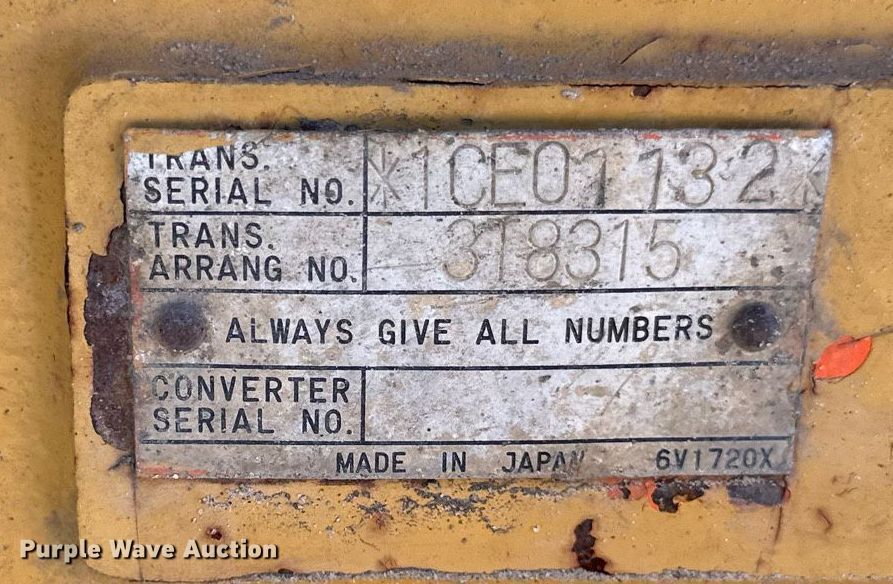 TRANS.
SERIAL NO. *1CE01132*
TRANS.
ARRANG NO. 3T8315
ALWAYS GIVE ALL NUMBERS
CONVERTER
SERIAL NO.
MADE IN JAPAN 6V1720X
Purple Wave Auction